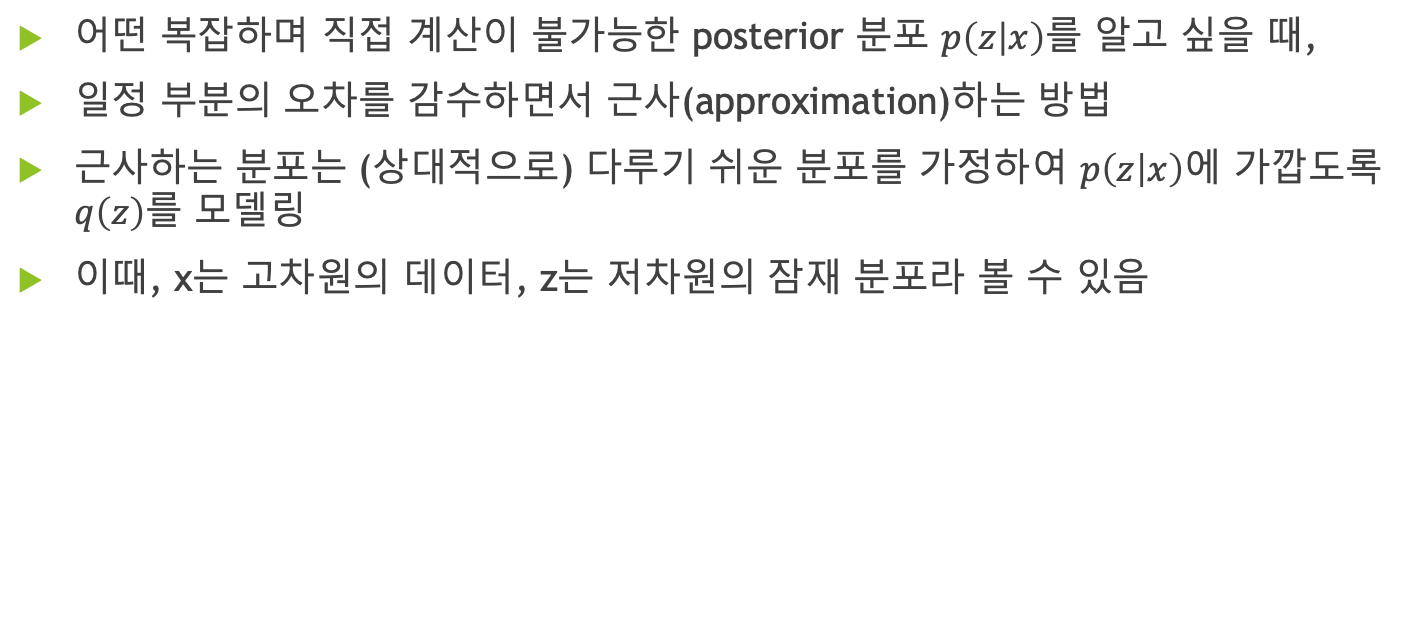 어떤 복잡하며 직접 계산이 불가능한 posterior 분포 p(z|x)를 알고 싶을 때,
일정 부분의 오차를 감수하면서 근사(approximation)하는 방법
근사하는 분포는 (상대적으로) 다루기 쉬운 분포를 가정하여 p(z|x)에 가깝도록
q(z)를 모델링
이때, x는 고차원의 데이터, z는 저차원의 잠재 분포라 볼 수 있음